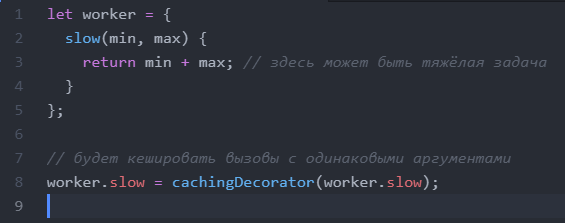 1 let worker = {
2   slow(min, max) {
3     return min + max; // здесь может быть тяжёлая задача
4   }
5 };
6
7 // будет кешировать вызовы с одинаковыми аргументами
8 worker.slow = cachingDecorator(worker.slow);
9